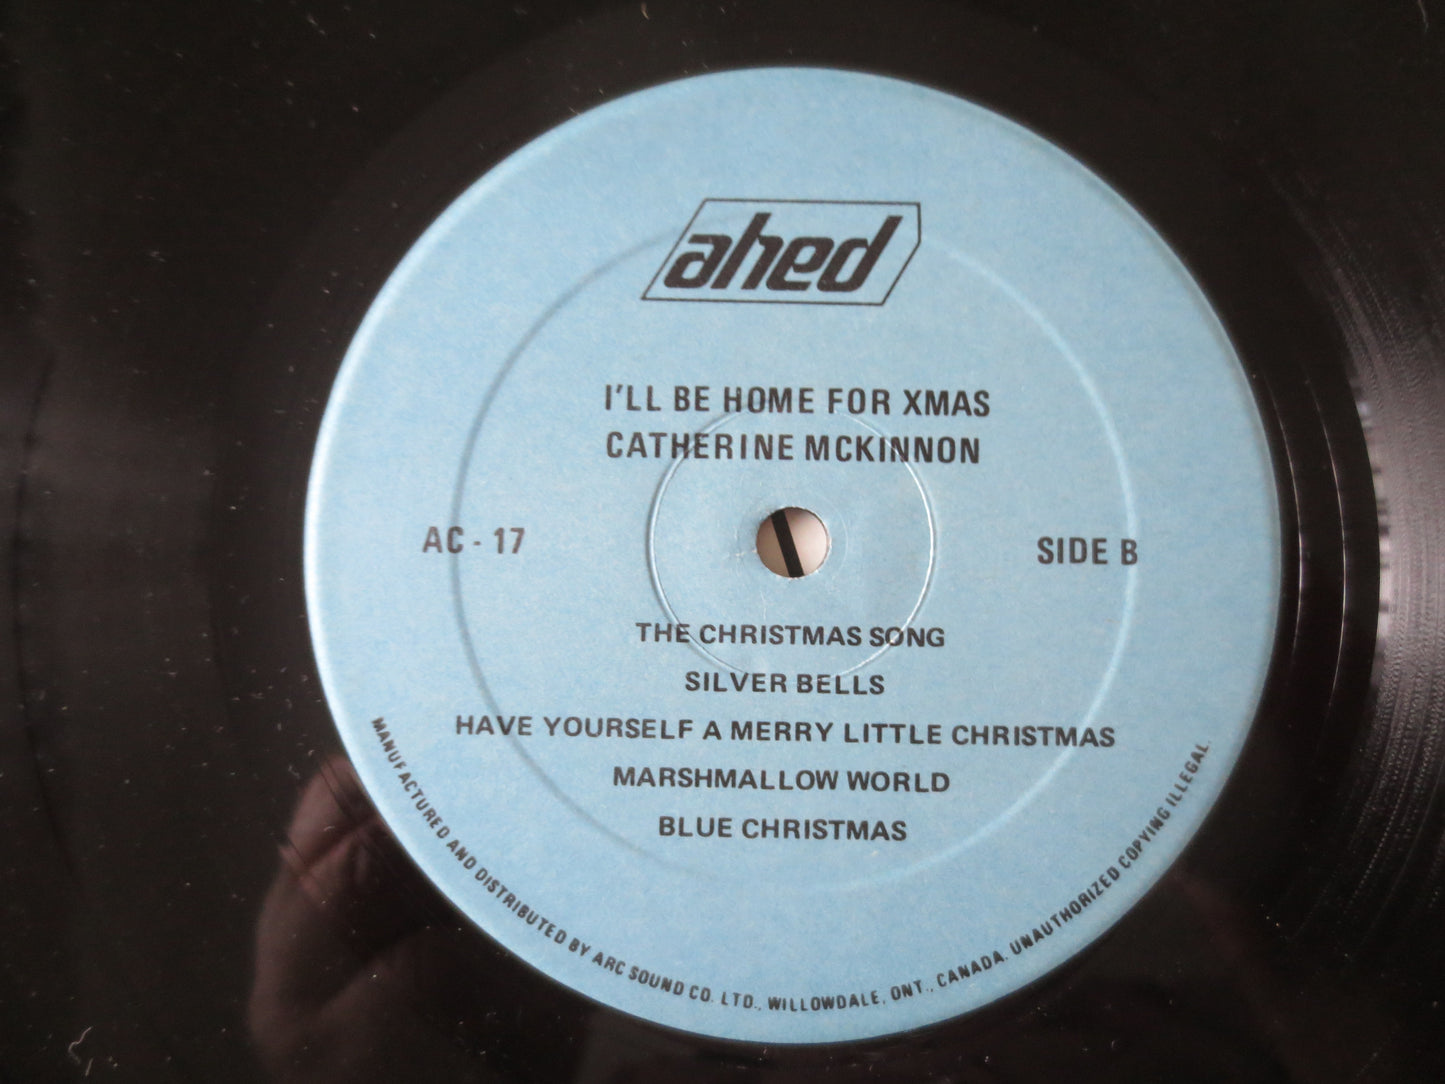 ahed
I'LL BE HOME FOR XMAS
CATHERINE MCKINNON
AC - 17
SIDE B
THE CHRISTMAS SONG
SILVER BELLS
HAVE YOURSELF A MERRY LITTLE CHRISTMAS
MARSHMALLOW WORLD
BLUE CHRISTMAS
MANUFACTURED AND DISTRIBUTED BY ARC SOUND CO. LTD., WILLOWDALE, ONT., CANADA. UNAUTHORIZED COPYING ILLEGAL.